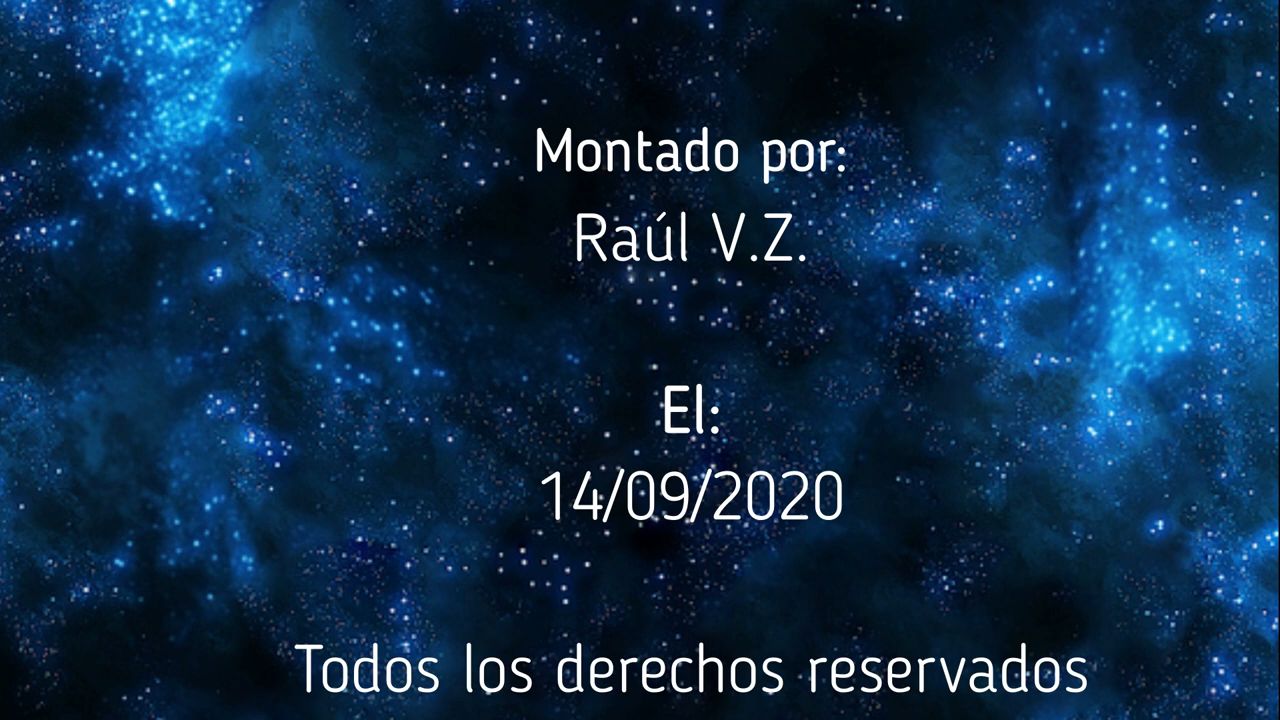 Montado por:
Raúl V.Z.
El:
14/09/2020
Todos los derechos reservados